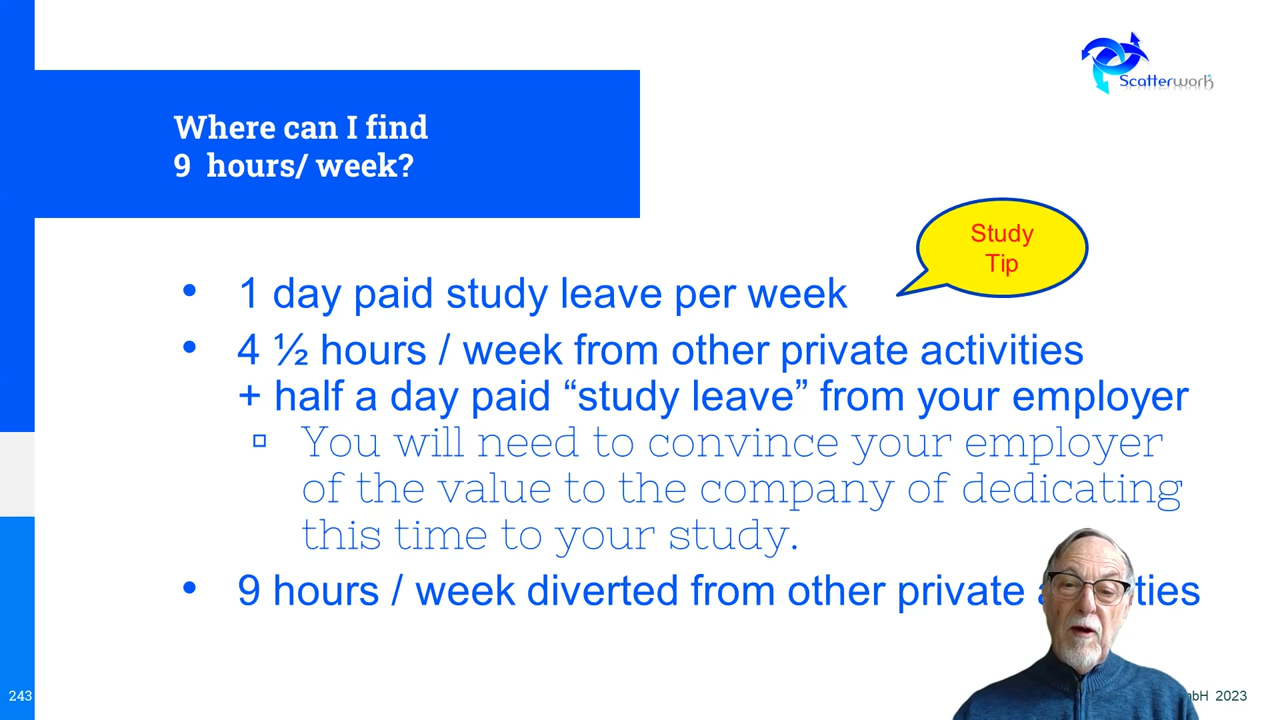 Scatterwork
Where can I find
9 hours/ week?
Study
Tip
• 1 day paid study leave per week
• 4 ½ hours / week from other private activities
+ half a day paid “study leave” from your employer
▫ You will need to convince your employer
of the value to the company of dedicating
this time to your study.
• 9 hours / week diverted from other private
243
2023